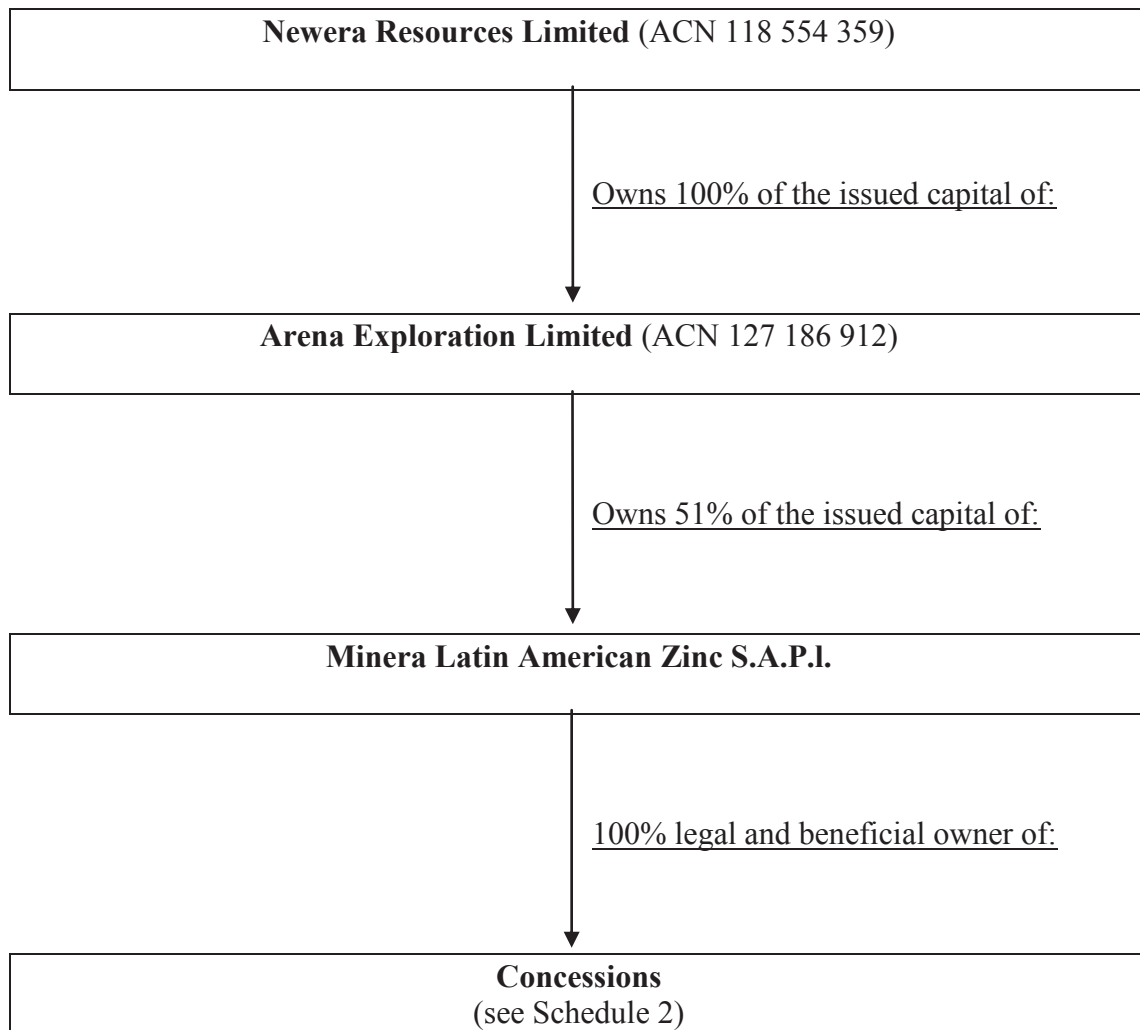 Newera Resources Limited (ACN 118 554 359)
Owns 100% of the issued capital of:
Arena Exploration Limited (ACN 127 186 912)
Owns 51% of the issued capital of:
Minera Latin American Zinc S.A.P.l.
100% legal and beneficial owner of:
Concessions
(see Schedule 2)